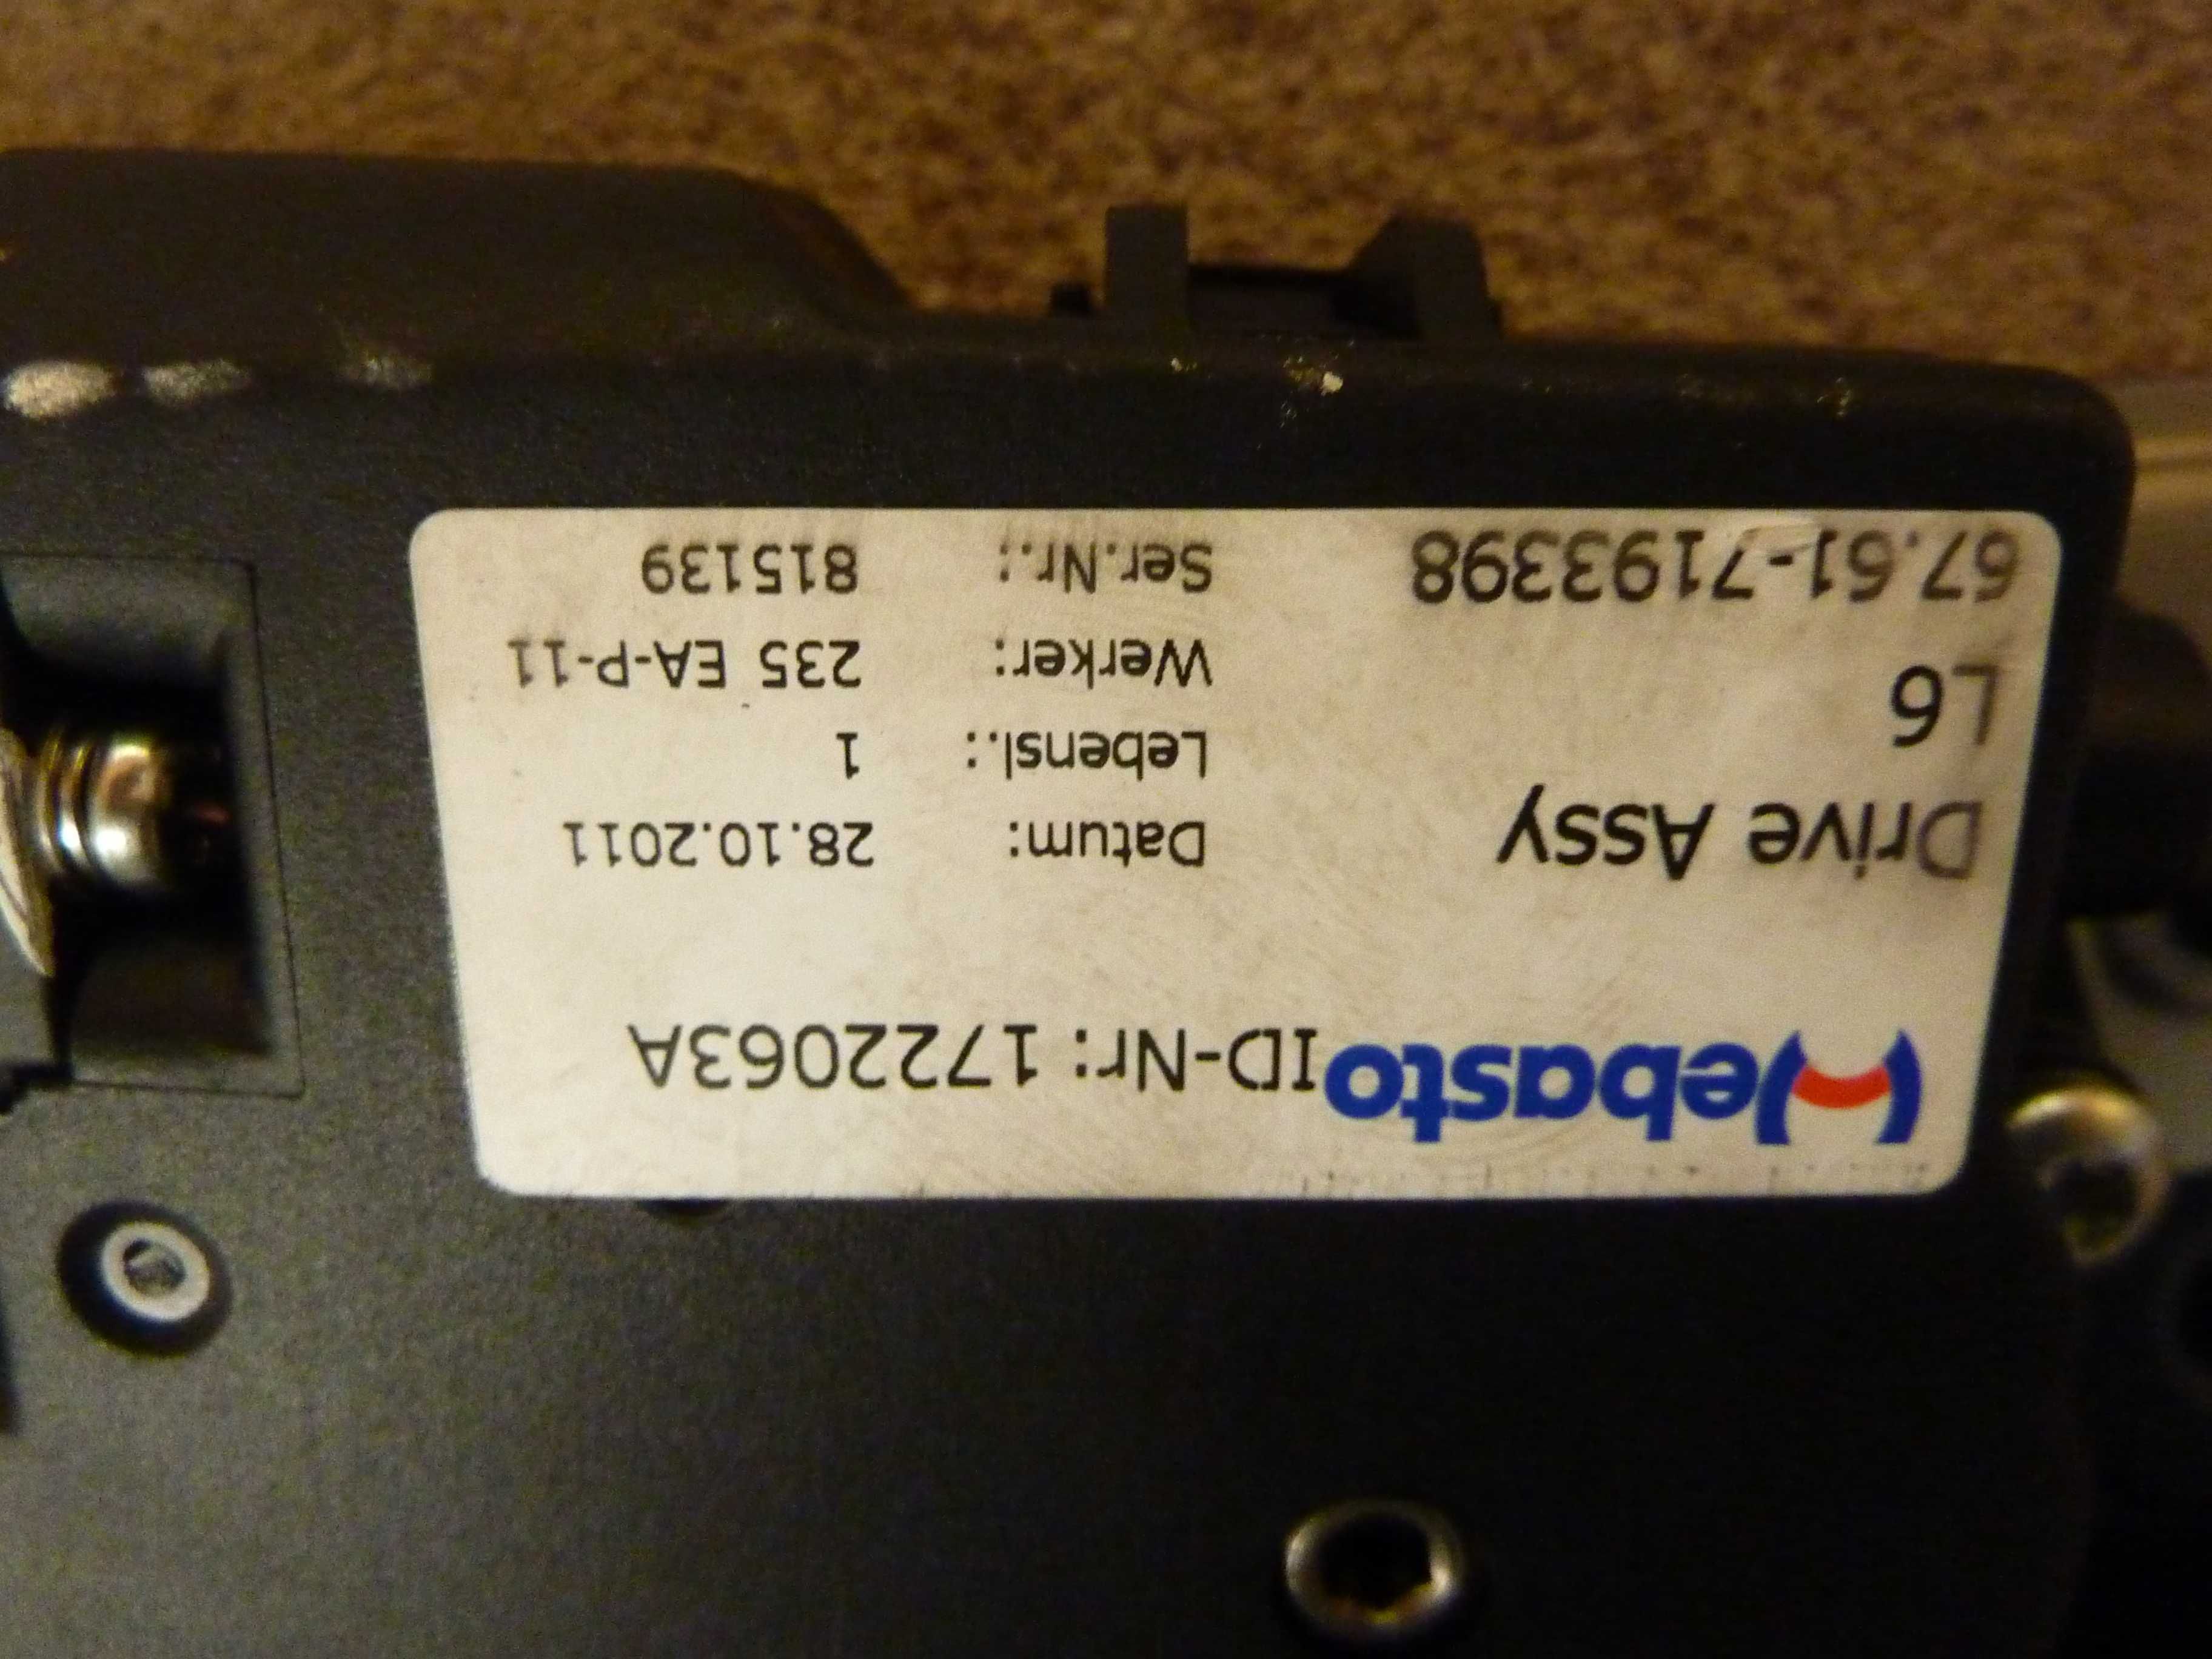 Webasto ID-Nr: 1722063A
Drive Assy Datum: 28.10.2011
L6 Lebensl.: 1
Werker: 235 EA-P-11
67.61-7193398 Ser.Nr.: 815139